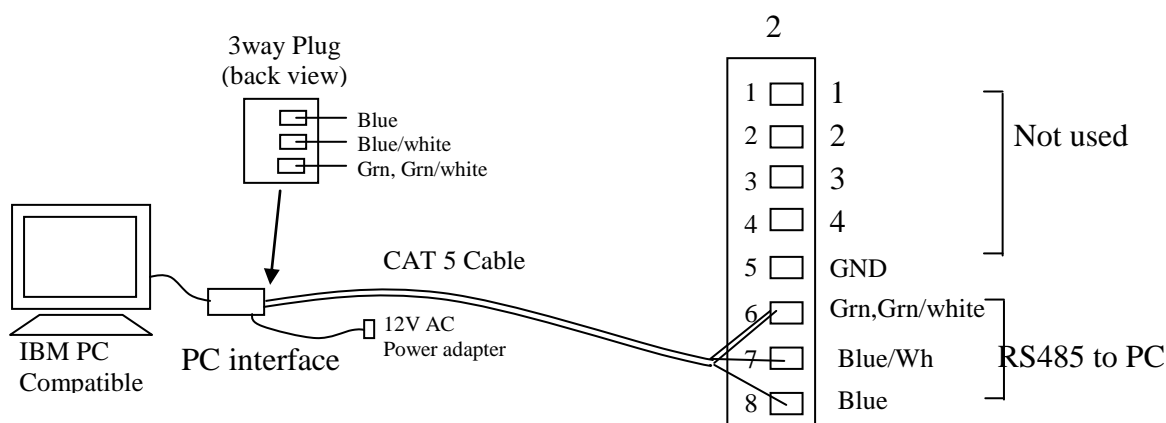 2
3way Plug
(back view)
Blue
Blue/white
Grn, Grn/white
1 1
2 2
3 3
4 4
Not used
5 GND
6 Grn,Grn/white
7 Blue/Wh
8 Blue
RS485 to PC
CAT 5 Cable
12V AC
Power adapter
PC interface
IBM PC
Compatible